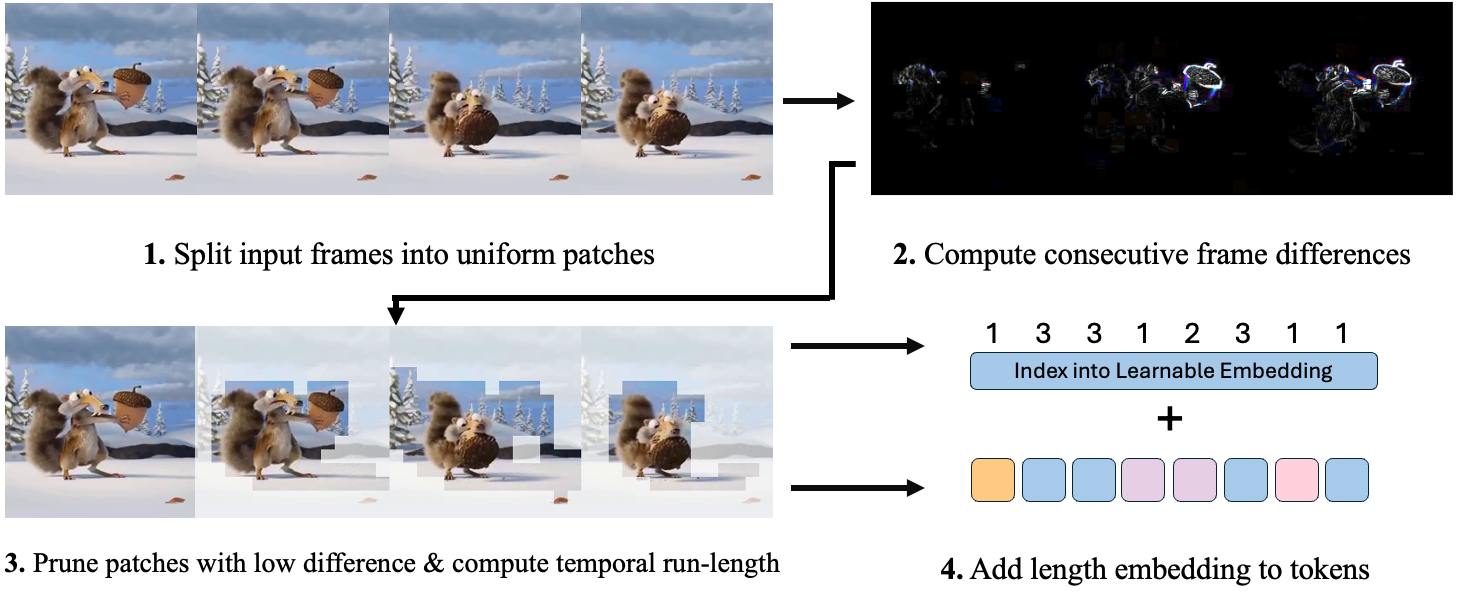 1. Split input frames into uniform patches
2. Compute consecutive frame differences
3. Prune patches with low difference & compute temporal run-length
1 3 3 1 2 3 1 1
Index into Learnable Embedding
+
4. Add length embedding to tokens